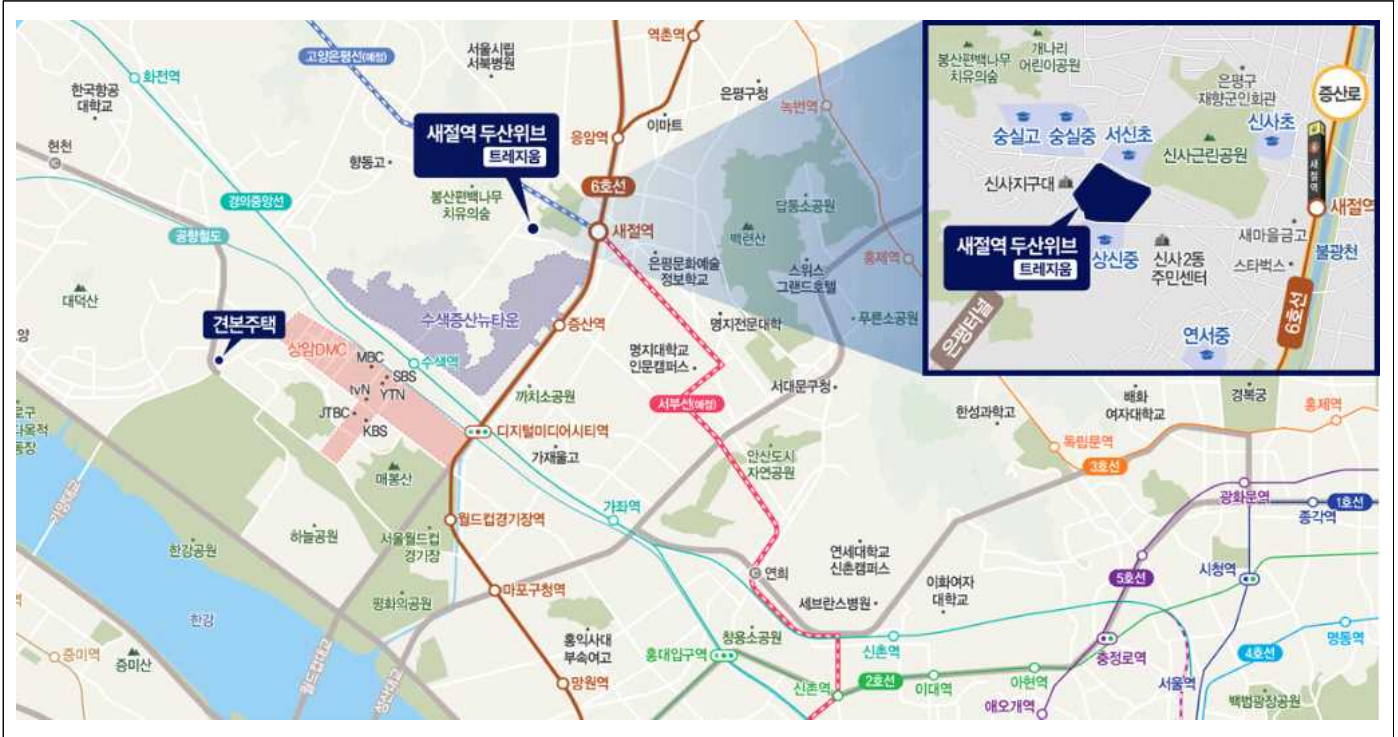 고양은평선(예정)
화전역
한국항공
대학교
현천
서울시립
서북병원
향동고
새절역 두산위브
트레지움
봉산편백나무
치유의숲
역촌역
은평구청
이마트
응암역
녹번역
6호선
새절역
경의중앙선
공항철도
대덕산
견본주택
수색증산뉴타운
증산역
상암DMC
MBC
SBS
tvN
YTN
JTBC
KBS
수색역
은평문화예술
정보학교
백련산
답동소공원
스위스
그랜드호텔
홍제역
푸른소공원
명지전문대학
명지대학교
인문캠퍼스
서대문구청
까치소공원
서부선(예정)
디지털미디어시티역
가재울고
매봉산
안산도시
자연공원
한성과학고
배화
여자대학교
경복궁
홍제역
독립문역
3호선
광화문역
1호선
종각역
가양대교
한강공원
하늘공원
서울월드컵
경기장
월드컵경기장역
가좌역
연희
연세대학교
신촌캠퍼스
이화여자
대학교
세브란스병원
5호선
시청역
한강
평화의공원
마포구청역
홍익사대
부속여고
창용소공원
홍대입구역
신촌역
충정로역
4호선
명동역
증미역
증미산
월드컵대교
성산대교
망원역
신촌역
2호선
이대역
아현역
애오개역
서울역
백범광장공원
봉산편백나무
치유의숲
개나리
어린이공원
은평구
재향군인회관
증산로
숭실고
숭실중
서신초
신사초
신사근린공원
신사지구대
새절역
새절역
새절역 두산위브
트레지움
상신중
신사2동
주민센터
새마을금고
스타벅스
불광천
은평터널
연서중
6호선